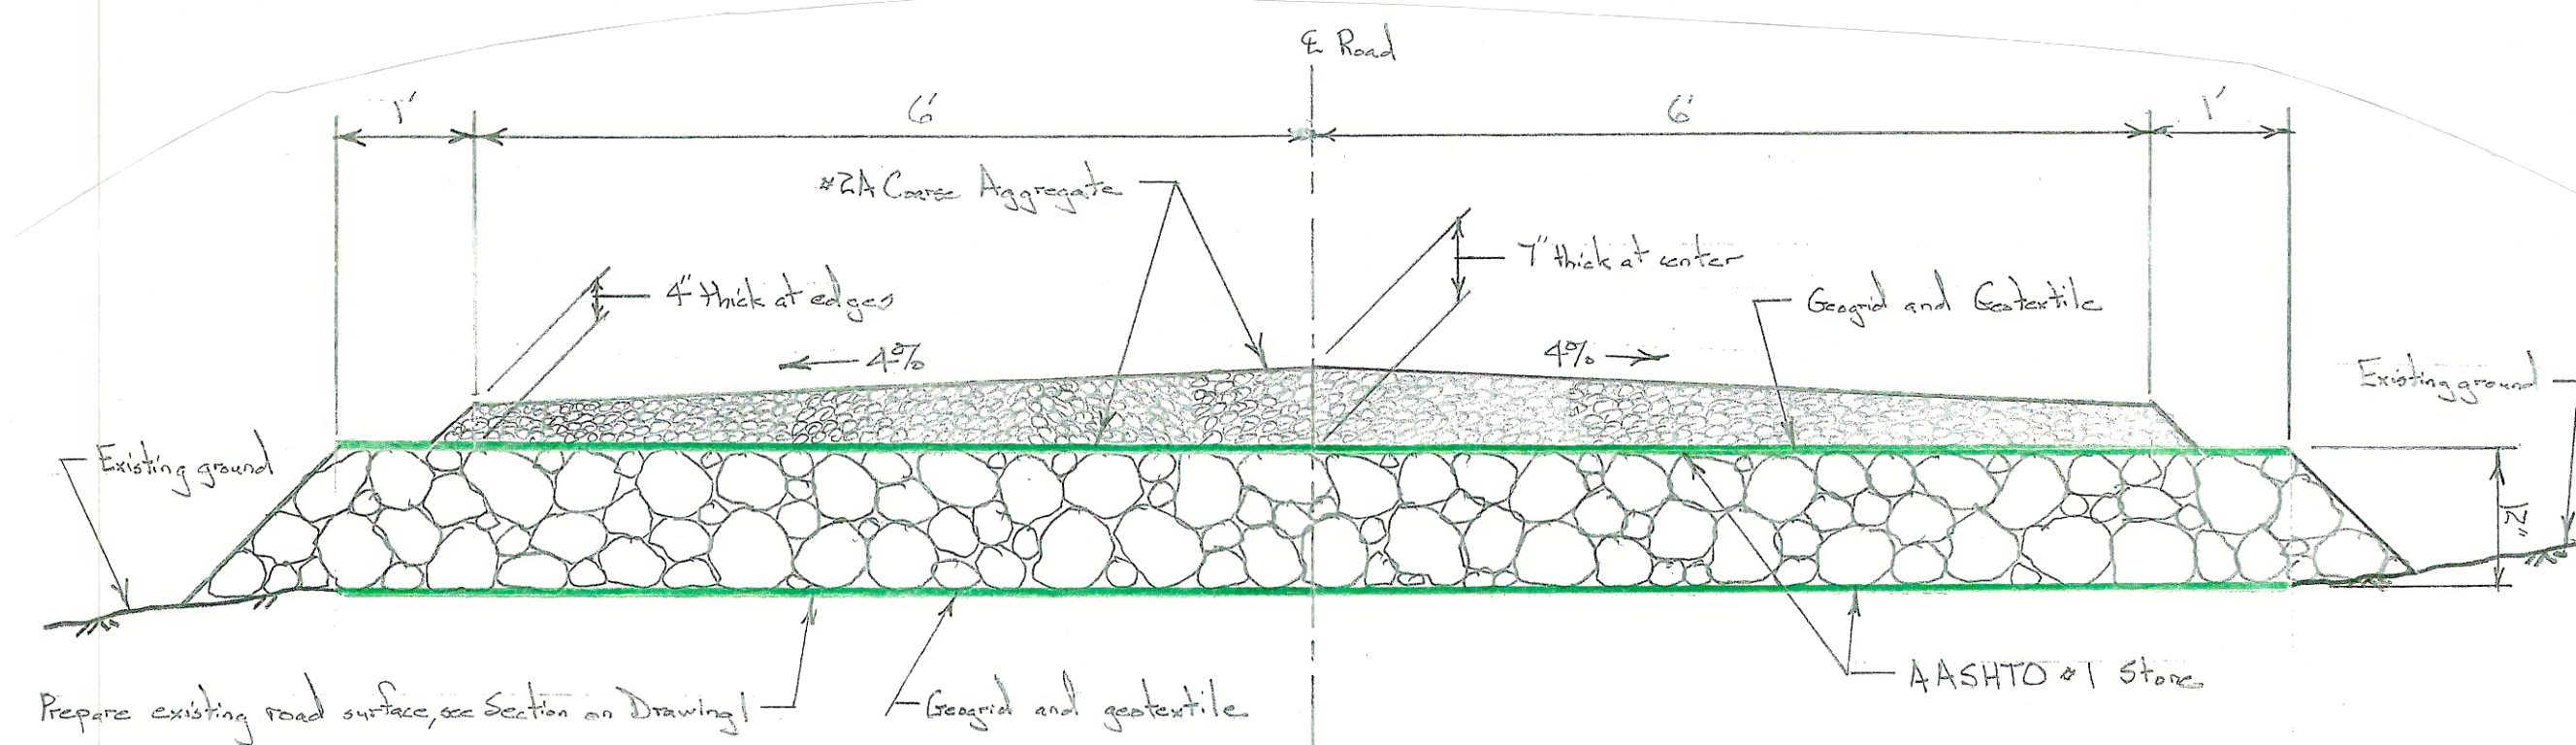 ℄ Road
1' 6' 6' 1'
#2A Coarse Aggregate
7" thick at center
4" thick at edges
Geogrid and Geotextile
← 4%
4% →
Existing ground
Existing ground
12"
AASHTO #1 Stone
Prepare existing road surface, see Section on Drawing 1
Geogrid and geotextile